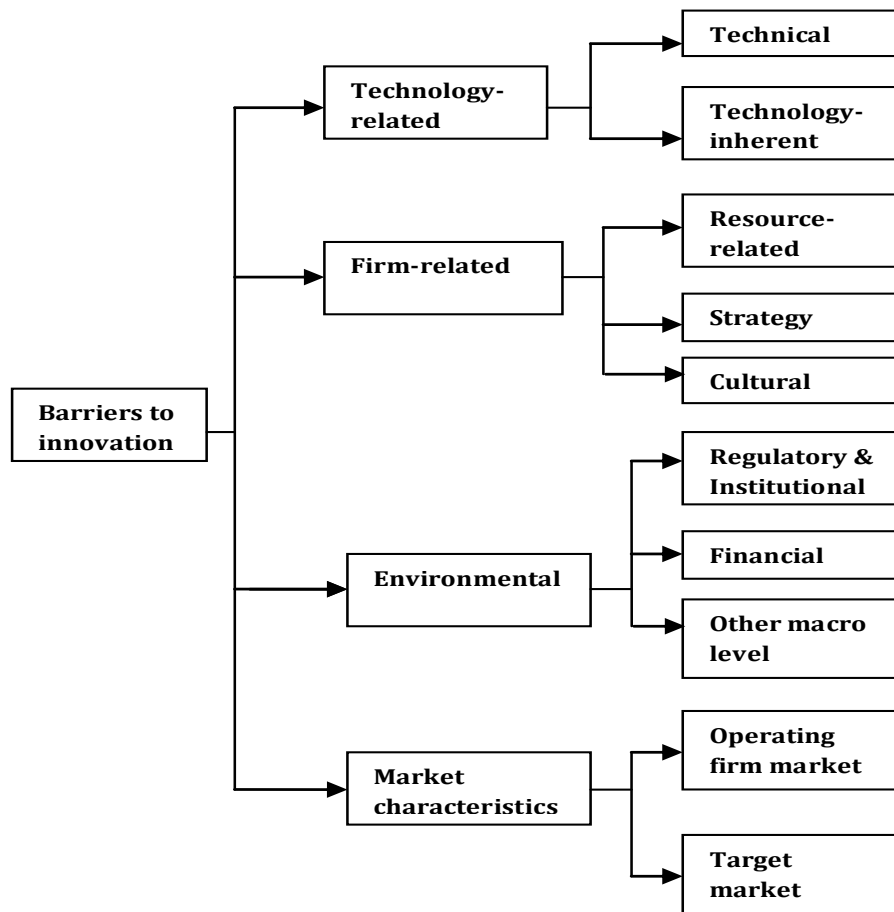 Barriers to
innovation
Technology-
related
Technical
Technology-
inherent
Firm-related
Resource-
related
Strategy
Cultural
Environmental
Regulatory &
Institutional
Financial
Other macro
level
Market
characteristics
Operating
firm market
Target
market